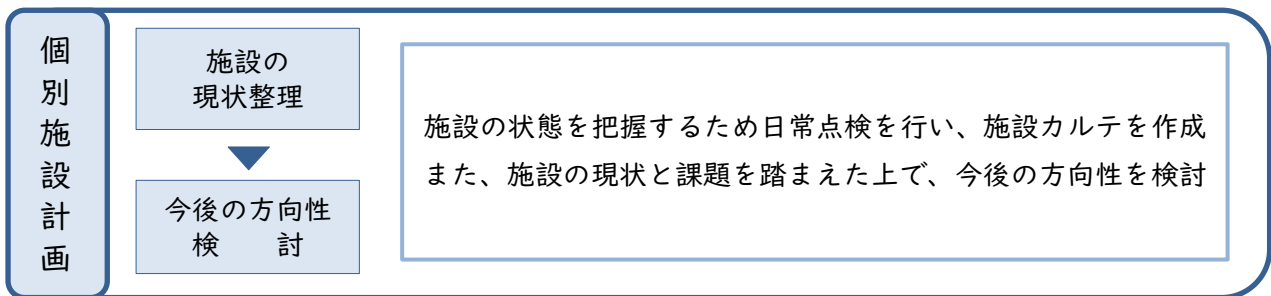 個別施設計画
施設の
現状整理
今後の方向性
検　　討
施設の状態を把握するため日常点検を行い、施設カルテを作成
また、施設の現状と課題を踏まえた上で、今後の方向性を検討